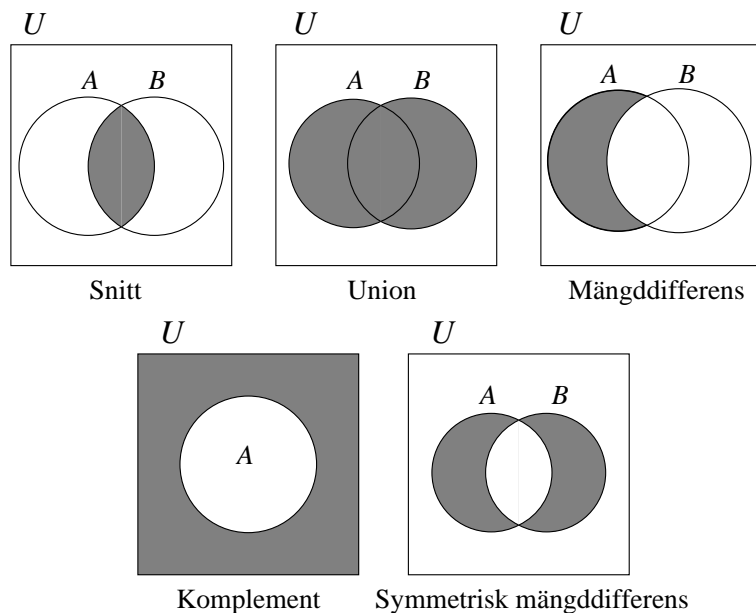 U U U
A B A B A B
Snitt Union Mängddifferens
U U
A B
A
Komplement Symmetrisk mängddifferens